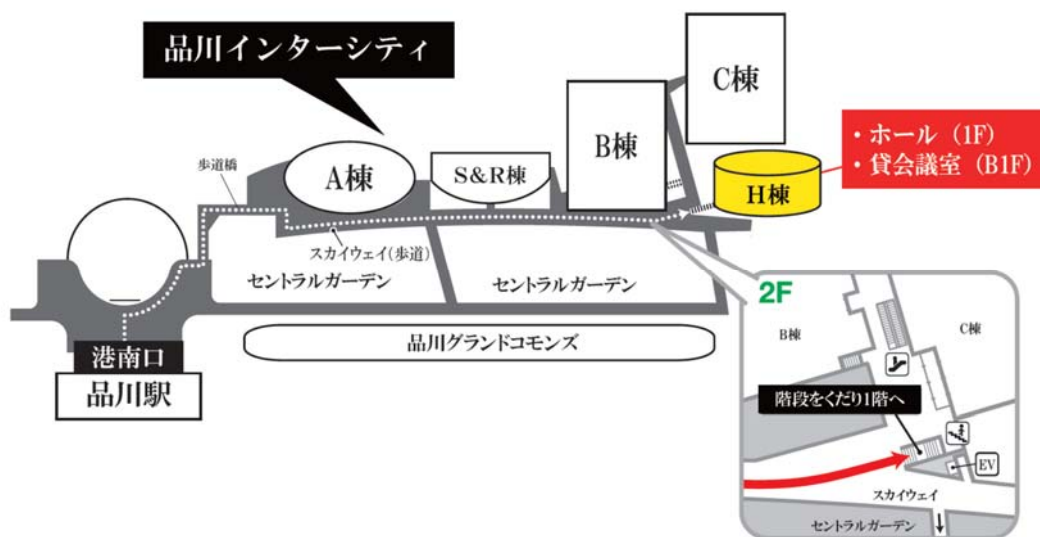 品川インターシティ
C棟
B棟
・ホール（1F）
・貸会議室（B1F）
歩道橋
A棟
S&R棟
H棟
スカイウェイ(歩道)
セントラルガーデン
セントラルガーデン
2F
品川グランドコモンズ
B棟
C棟
港南口
品川駅
階段をくだり1階へ
EV
スカイウェイ
セントラルガーデン